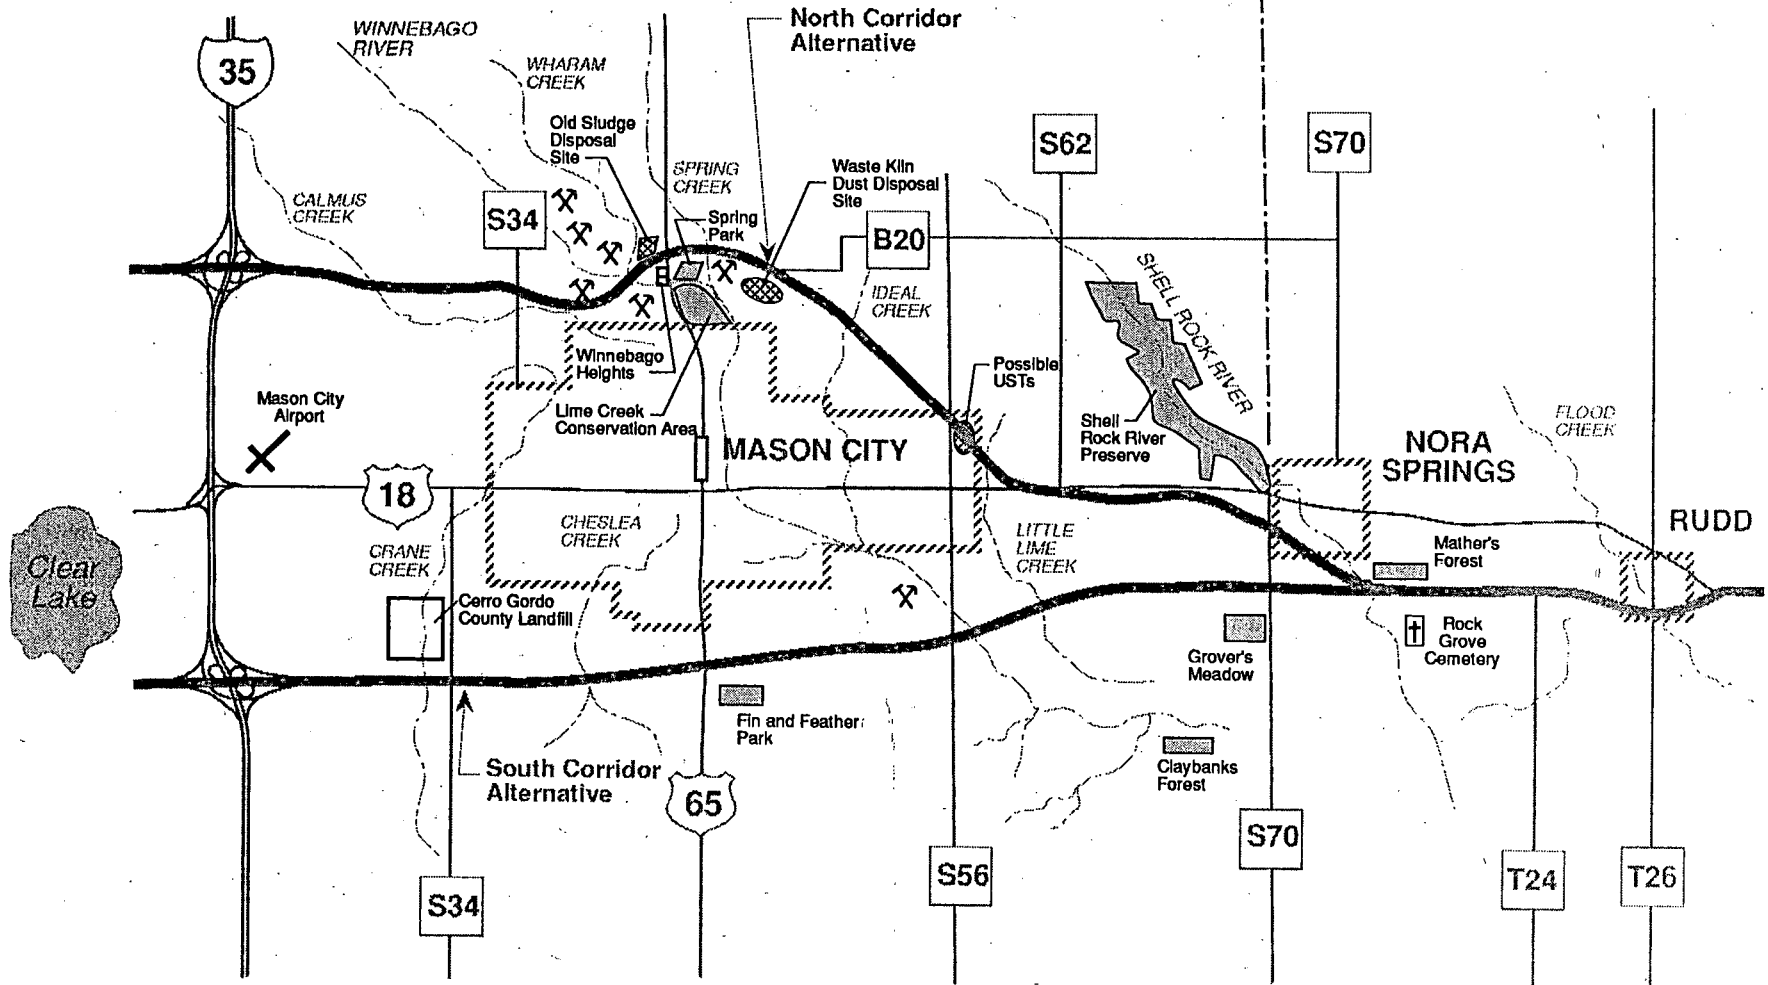 North Corridor
Alternative
WINNEBAGO
RIVER
35
WHARAM
CREEK
Old Sludge
Disposal
Site
SPRING
CREEK
Waste Kiln
Dust Disposal
Site
S62
S70
CALMUS
CREEK
S34
Spring
Park
B20
SHELL ROCK RIVER
IDEAL
CREEK
Winnebago
Heights
Possible
USTs
Mason City
Airport
Lime Creek
Conservation Area
MASON CITY
Shell
Rock River
Preserve
FLOOD
CREEK
NORA
SPRINGS
18
RUDD
CHESLEA
CREEK
CRANE
CREEK
LITTLE
LIME
CREEK
Mather's
Forest
Clear
Lake
Cerro Gordo
County Landfill
Rock
Grove
Cemetery
Grover's
Meadow
Fin and Feather
Park
Claybanks
Forest
South Corridor
Alternative
65
S70
S56
S34
T24
T26